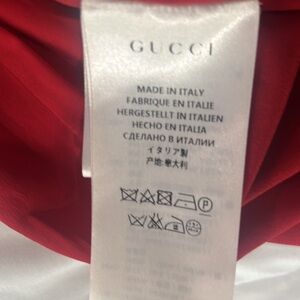 GUCCI
MADE IN ITALY
FABRIQUE EN ITALIE
HERGESTELLT IN ITALIEN
HECHO EN ITALIA
СДЕЛАНО В ИТАЛИИ
イタリア製
产地:意大利
P